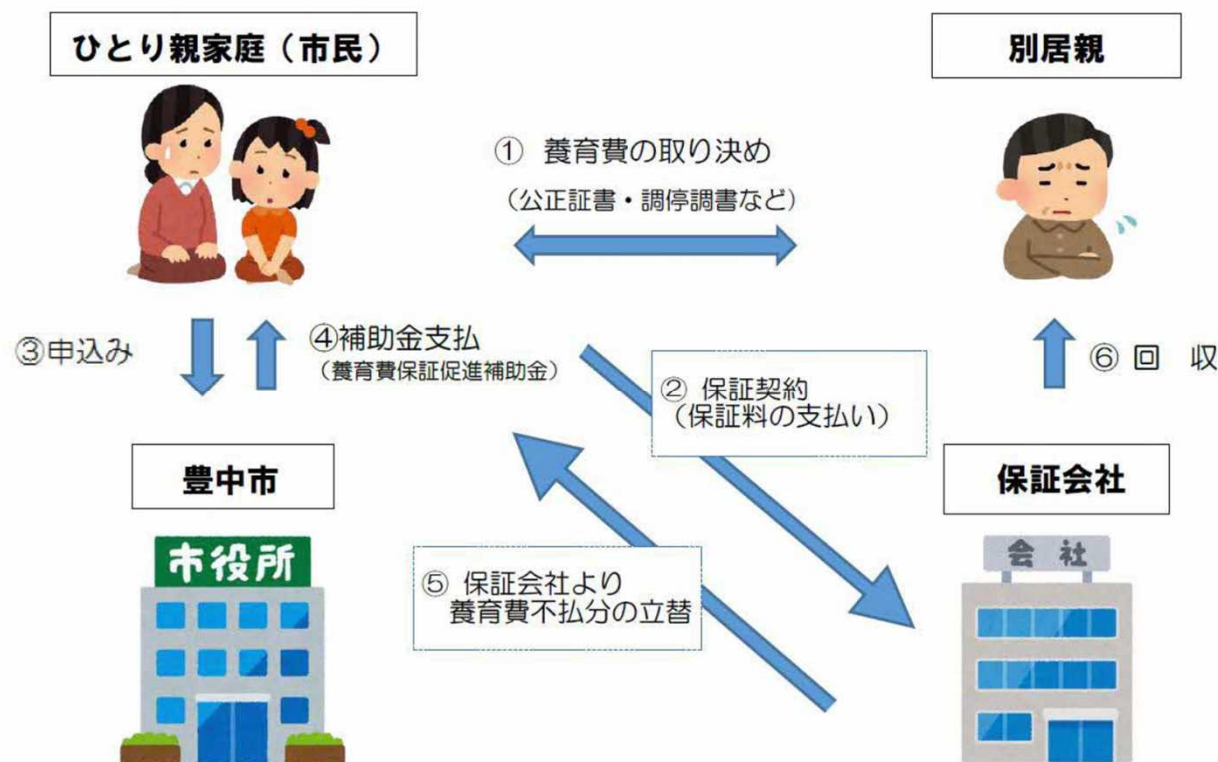 ひとり親家庭（市民）
別居親
① 養育費の取り決め
（公正証書・調停調書など）
③申込み
④補助金支払
（養育費保証促進補助金）
② 保証契約
（保証料の支払い）
⑥ 回　収
豊中市
保証会社
市役所
会社
⑤ 保証会社より
養育費不払分の立替